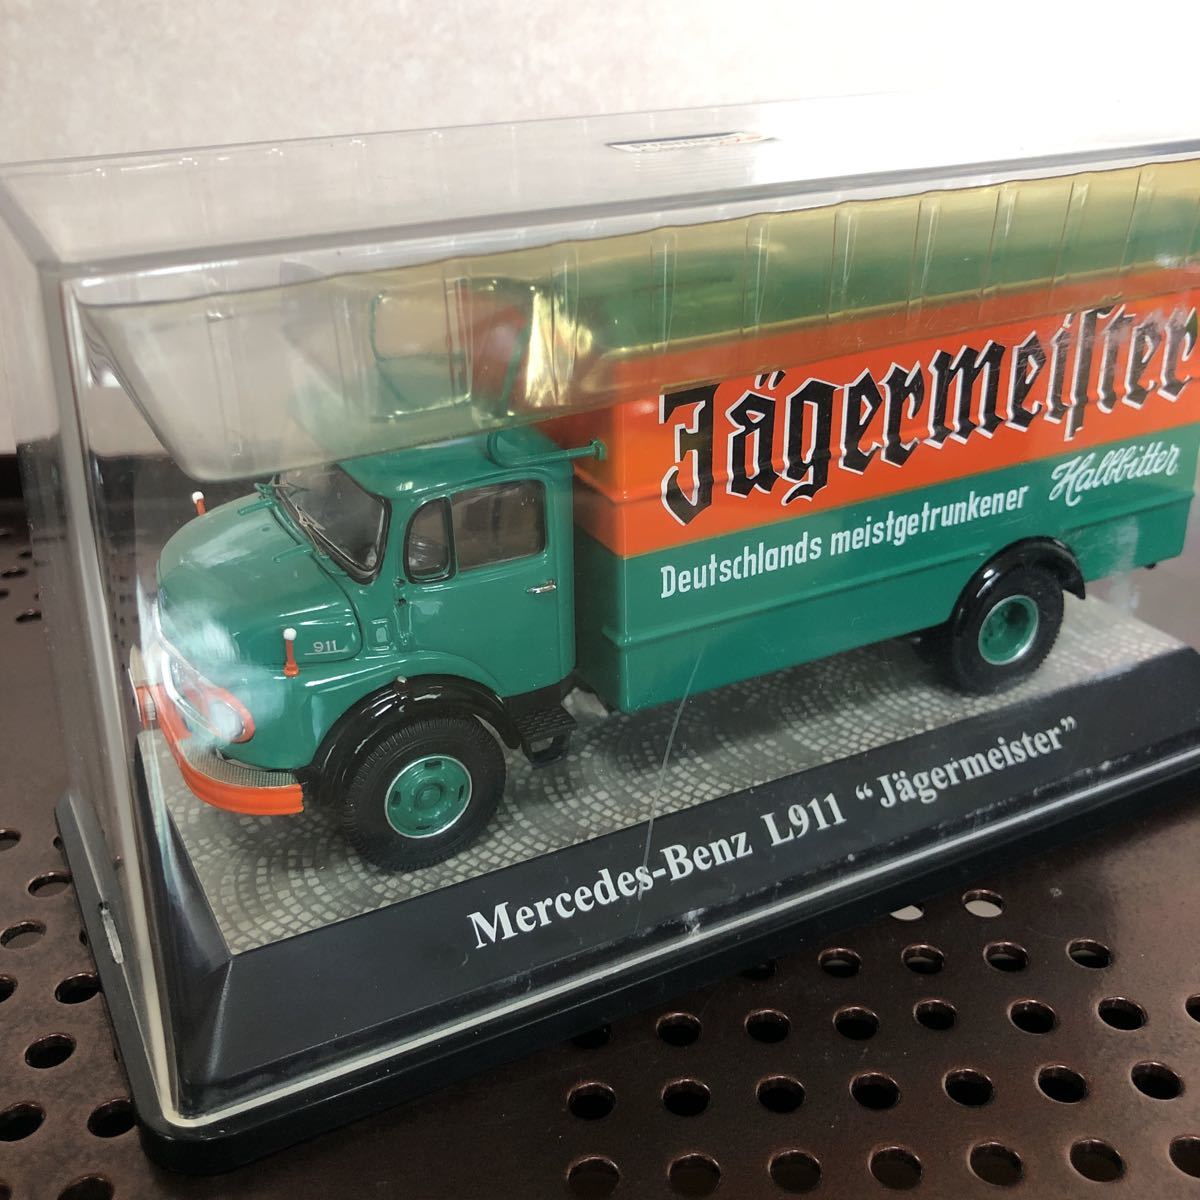 Jägermeister
Halbbitter
Deutschlands meistgetrunkener
911
Mercedes-Benz L911 “Jägermeister”